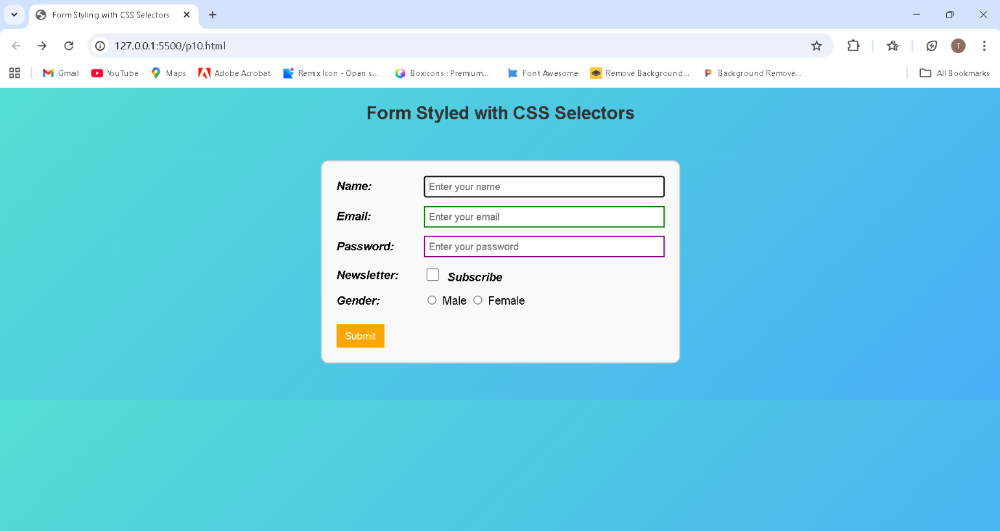 Form Styling with CSS Selectors
127.0.0.1:5500/p10.html
T
Gmail YouTube Maps Adobe Acrobat Remix Icon - Open s... Boxicons : Premium... Font Awesome Remove Background... Background Remove... All Bookmarks
Form Styled with CSS Selectors
Name: Enter your name
Email: Enter your email
Password: Enter your password
Newsletter: Subscribe
Gender: Male Female
Submit